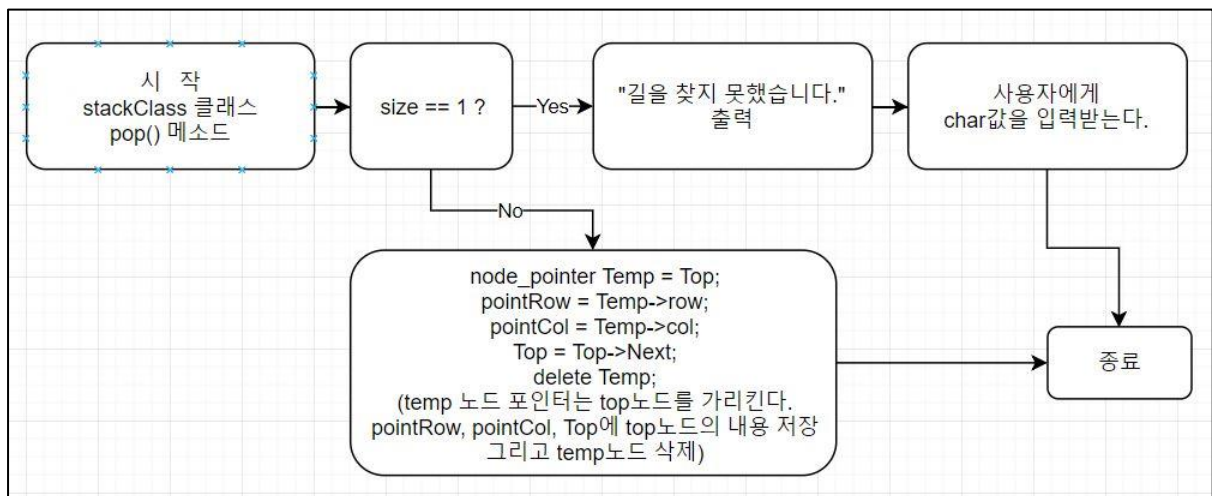 시 작
stackClass 클래스
pop() 메소드
size == 1 ?
Yes
"길을 찾지 못했습니다."
출력
사용자에게
char값을 입력받는다.
No
node_pointer Temp = Top;
pointRow = Temp->row;
pointCol = Temp->col;
Top = Top->Next;
delete Temp;
(temp 노드 포인터는 top노드를 가리킨다.
pointRow, pointCol, Top에 top노드의 내용 저장
그리고 temp노드 삭제)
종료